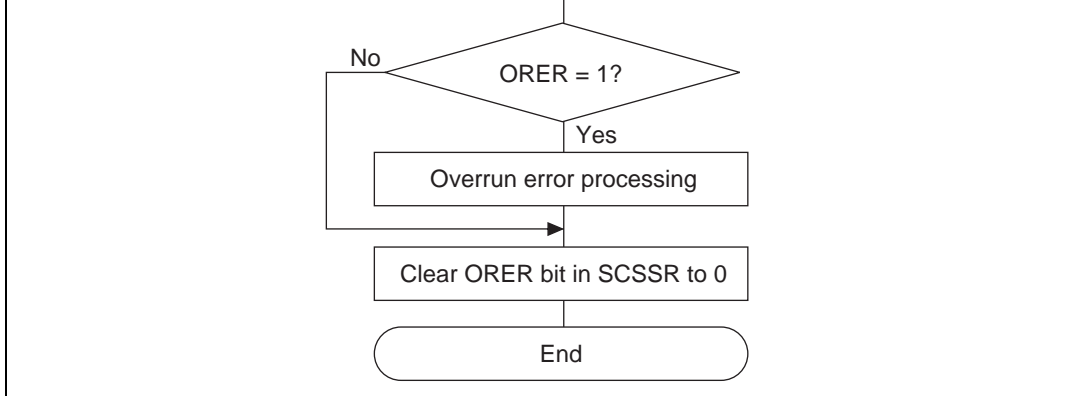 No
ORER = 1?
Yes
Overrun error processing
Clear ORER bit in SCSSR to 0
End